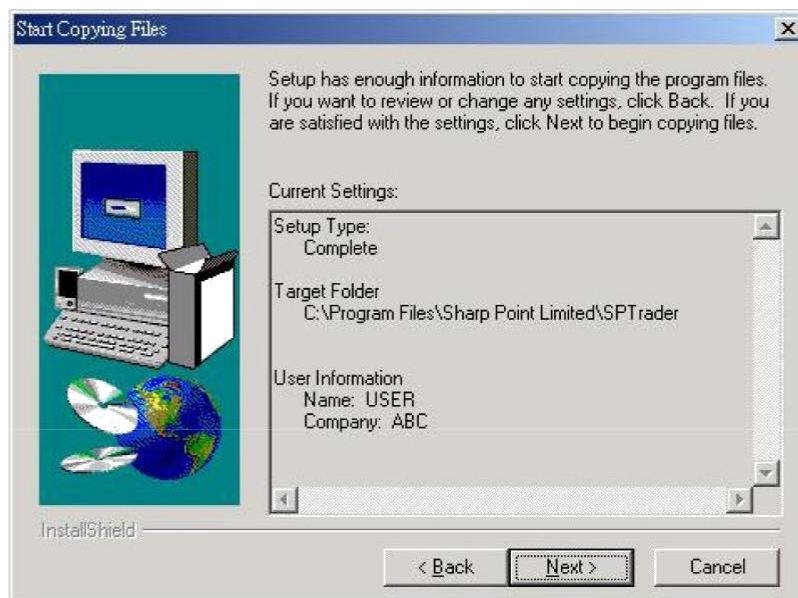 Start Copying Files
Setup has enough information to start copying the program files.
If you want to review or change any settings, click Back. If you
are satisfied with the settings, click Next to begin copying files.
Current Settings:
Setup Type:
Complete
Target Folder
C:\Program Files\Sharp Point Limited\SPTrader
User Information
Name: USER
Company: ABC
InstallShield
< Back
Next >
Cancel